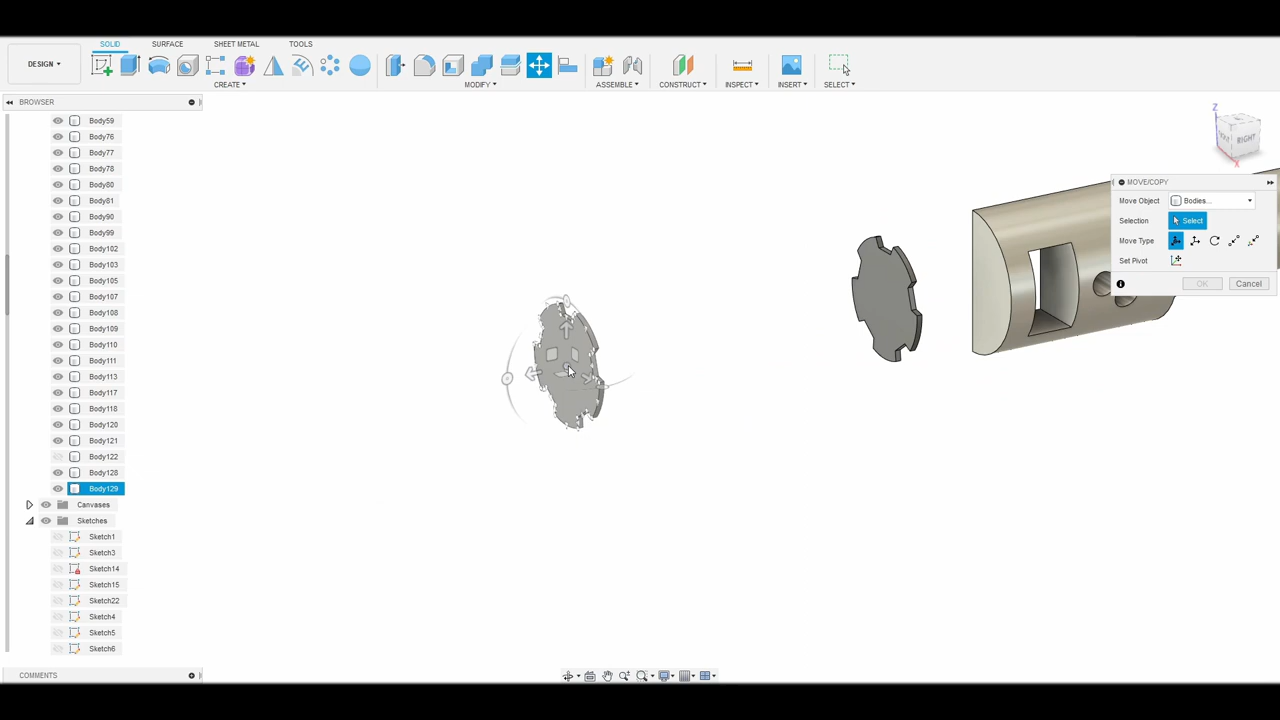 SOLID SURFACE SHEET METAL TOOLS
DESIGN
CREATE MODIFY ASSEMBLE CONSTRUCT INSPECT INSERT SELECT
BROWSER
Body59
Body76
Body77
Body78
Body80
Body81
Body90
Body99
Body102
Body103
Body105
Body107
Body108
Body109
Body110
Body111
Body113
Body117
Body118
Body120
Body121
Body122
Body128
Body129
Canvases
Sketches
Sketch1
Sketch3
Sketch14
Sketch15
Sketch22
Sketch4
Sketch5
Sketch6
COMMENTS
Z
RIGHT
X
MOVE/COPY
Move Object Bodies...
Selection Select
Move Type
Set Pivot
OK Cancel